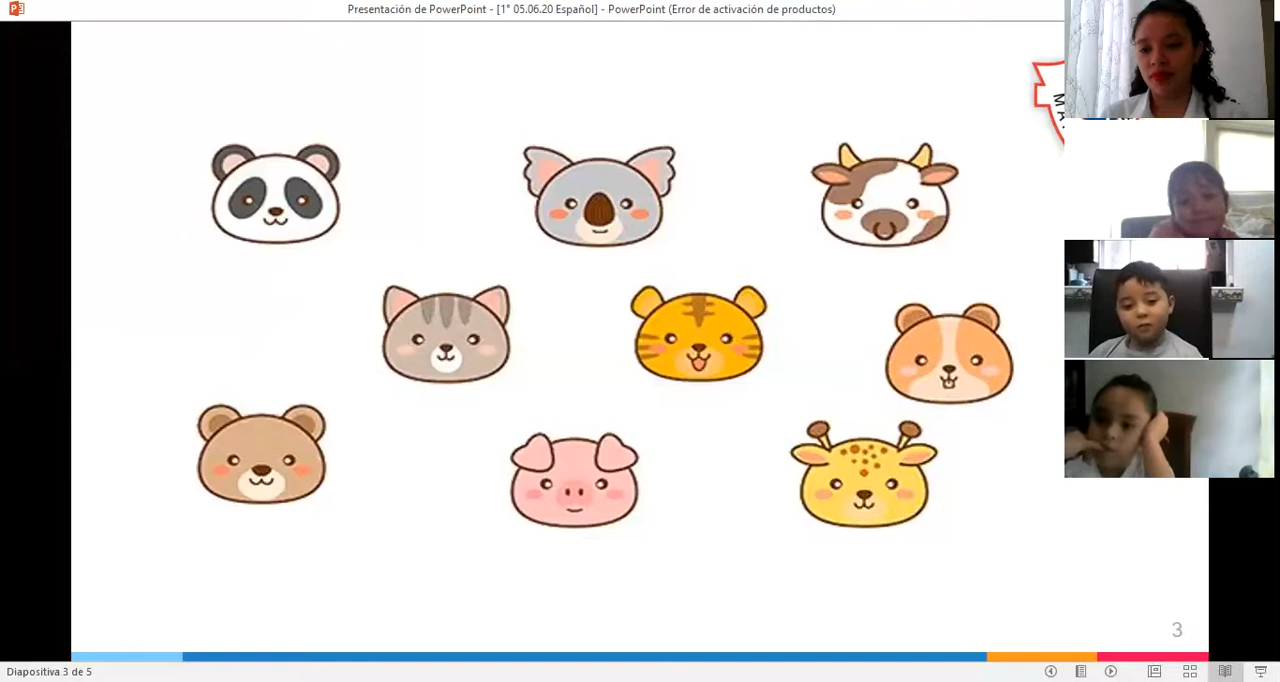 Presentación de PowerPoint - [1° 05.06.20 Español] - PowerPoint (Error de activación de productos)
3
Diapositiva 3 de 5